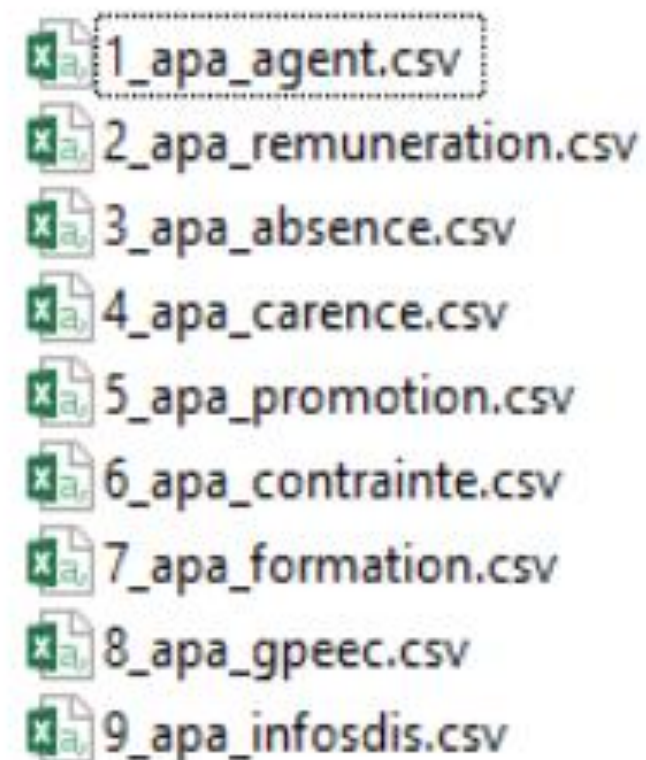 1_apa_agent.csv
2_apa_remuneration.csv
3_apa_absence.csv
4_apa_carence.csv
5_apa_promotion.csv
6_apa_contrainte.csv
7_apa_formation.csv
8_apa_gpeec.csv
9_apa_infosdis.csv